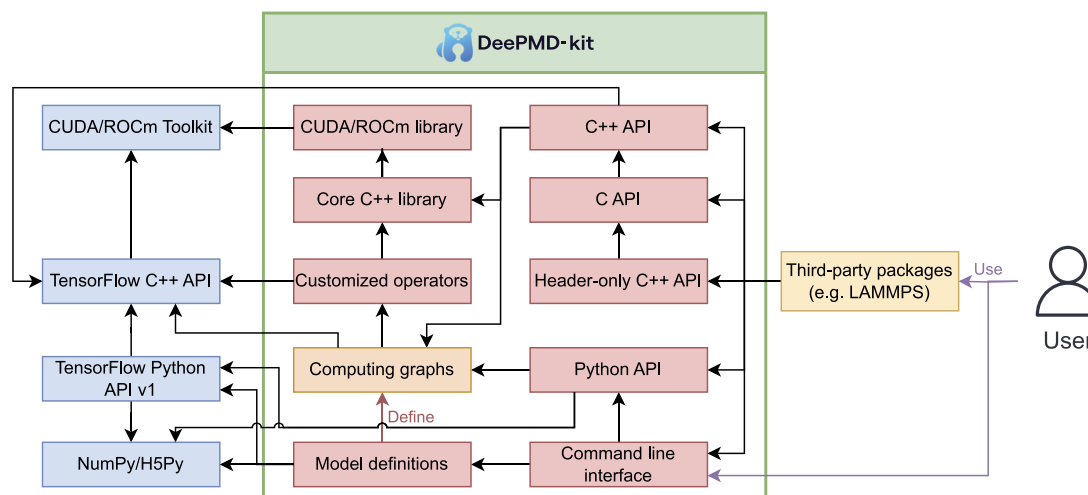 DeePMD-kit
CUDA/ROCm Toolkit
CUDA/ROCm library
C++ API
Core C++ library
C API
TensorFlow C++ API
Customized operators
Header-only C++ API
Third-party packages
(e.g. LAMMPS)
Use
User
TensorFlow Python
API v1
Computing graphs
Python API
Define
NumPy/H5Py
Model definitions
Command line
interface